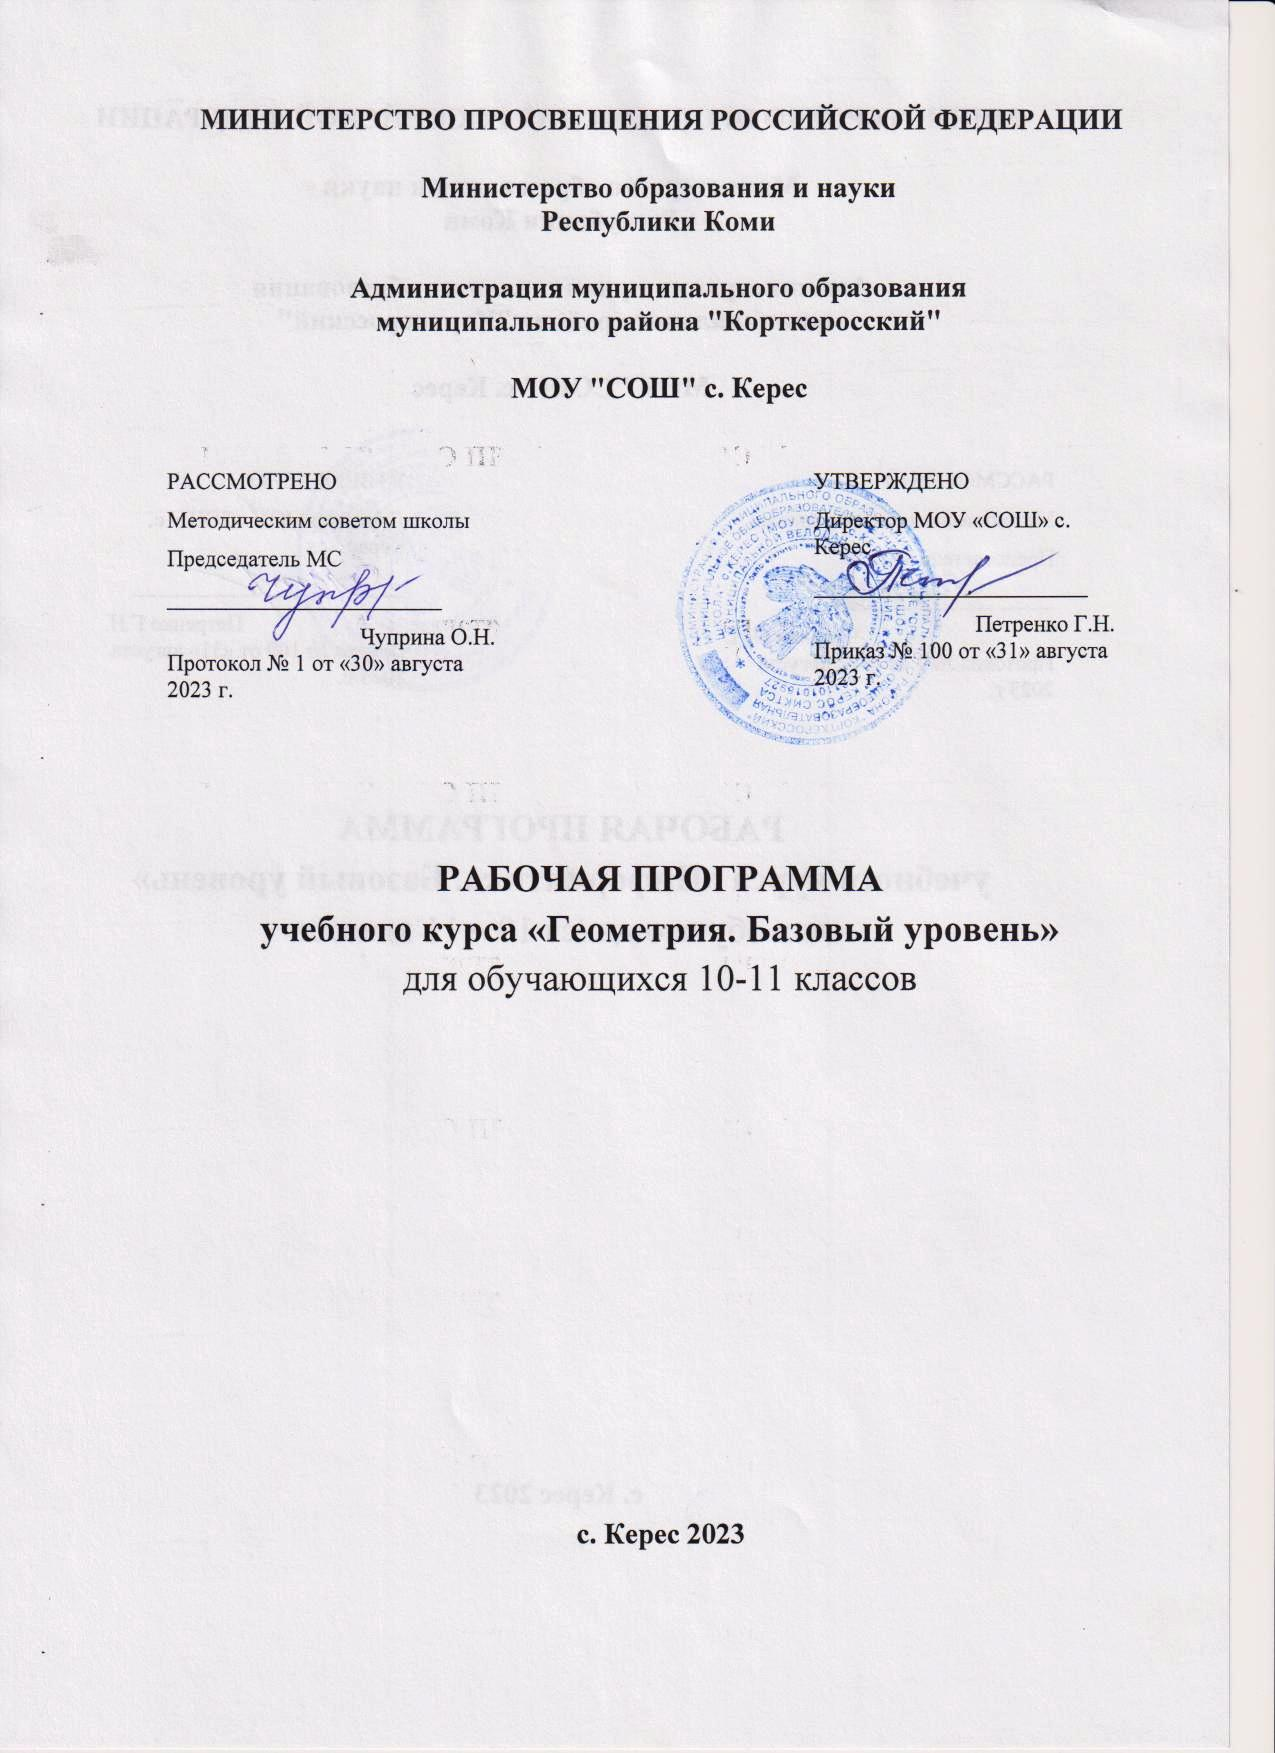 МИНИСТЕРСТВО ПРОСВЕЩЕНИЯ РОССИЙСКОЙ ФЕДЕРАЦИИ
Министерство образования и науки
Республики Коми
Администрация муниципального образования
муниципального района "Корткеросский"
МОУ "СОШ" с. Керес
РАССМОТРЕНО
Методическим советом школы
Председатель МС
Чуприна О.Н.
Протокол № 1 от «30» августа
2023 г.
УТВЕРЖДЕНО
Директор МОУ «СОШ» с.
Керес
Петренко Г.Н.
Приказ № 100 от «31» августа
2023 г.
РАБОЧАЯ ПРОГРАММА
учебного курса «Геометрия. Базовый уровень»
для обучающихся 10-11 классов
с. Керес 2023